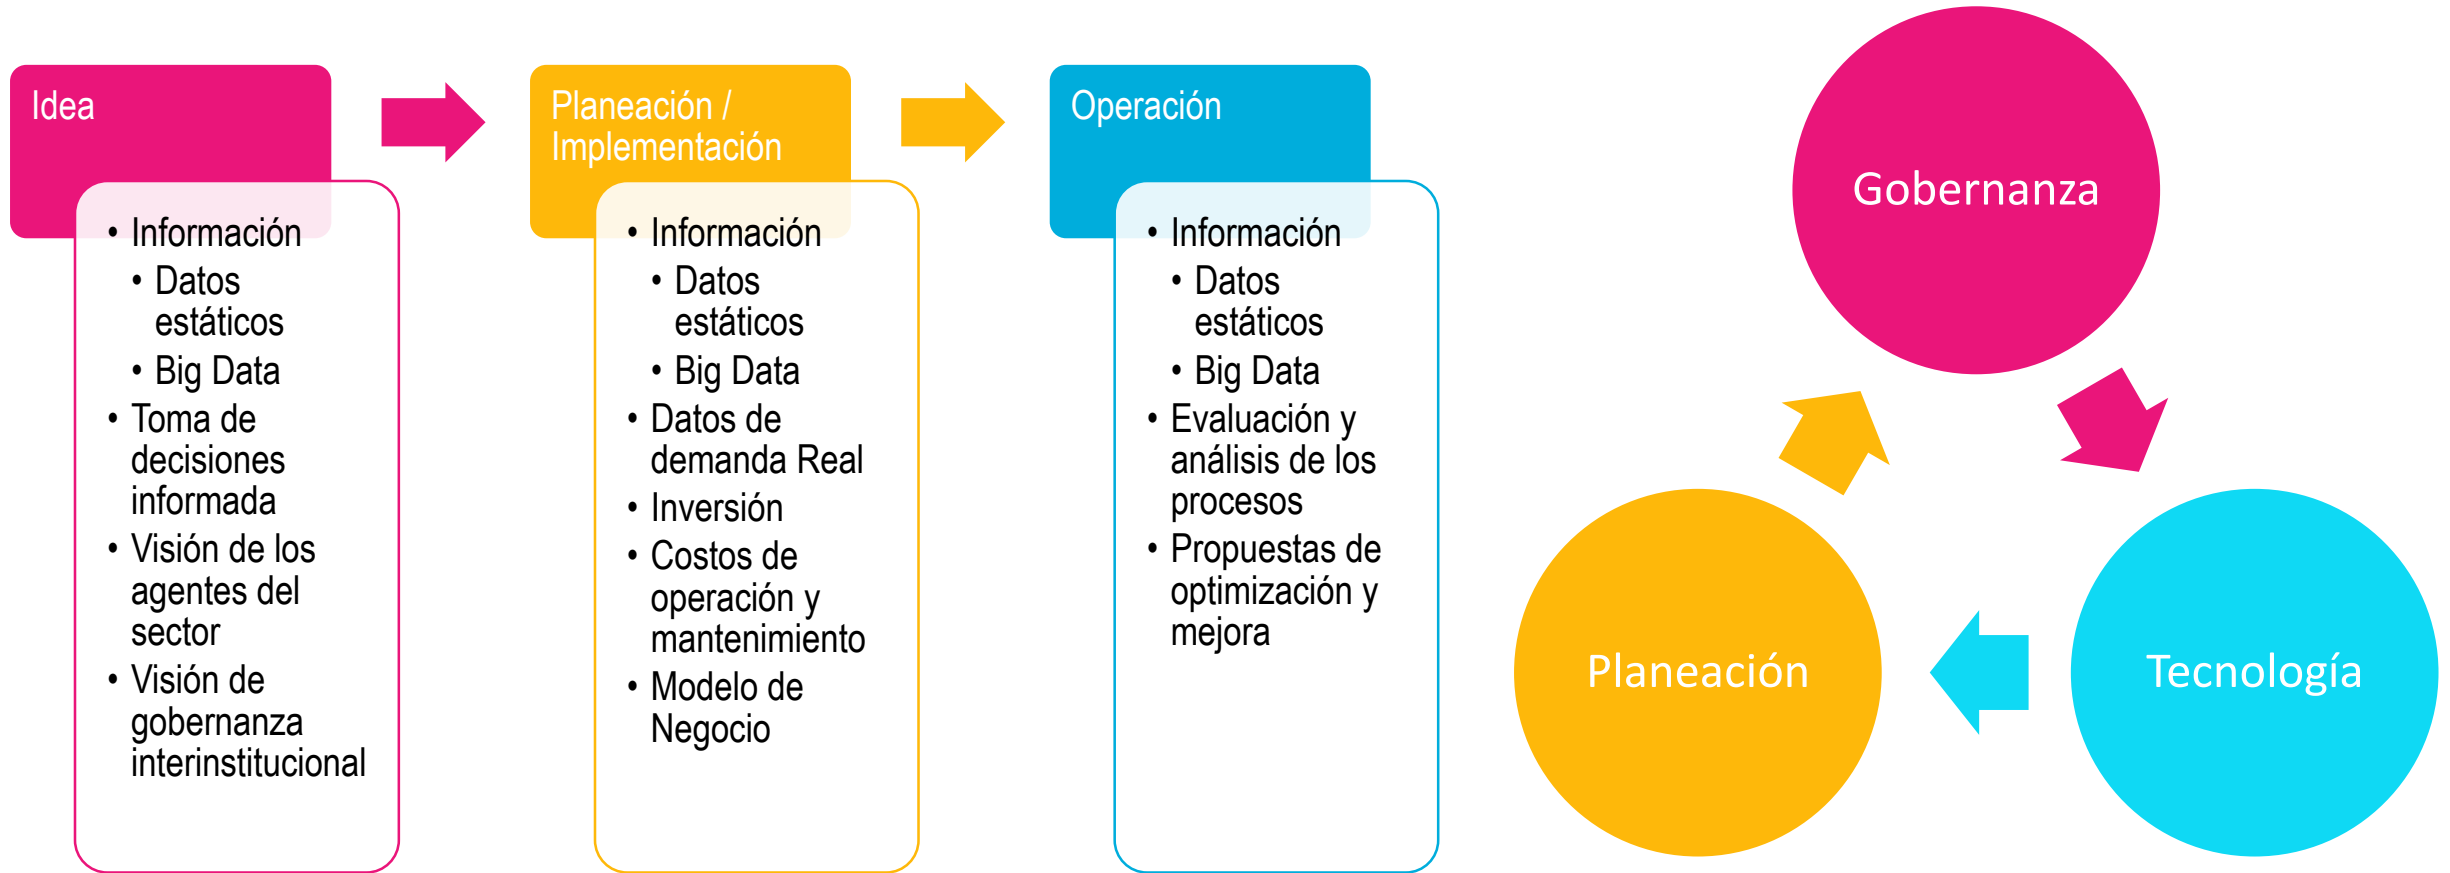 Idea
• Información
• Datos
estáticos
• Big Data
• Toma de
decisiones
informada
• Visión de los
agentes del
sector
• Visión de
gobernanza
interinstitucional
Planeación /
Implementación
• Información
• Datos
estáticos
• Big Data
• Datos de
demanda Real
• Inversión
• Costos de
operación y
mantenimiento
• Modelo de
Negocio
Operación
• Información
• Datos
estáticos
• Big Data
• Evaluación y
análisis de los
procesos
• Propuestas de
optimización y
mejora
Gobernanza
Tecnología
Planeación